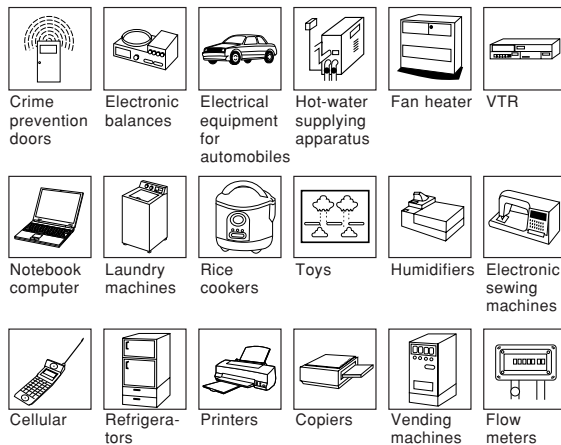 Crime
prevention
doors
Electronic
balances
Electrical
equipment
for
automobiles
Hot-water
supplying
apparatus
Fan heater
VTR
Notebook
computer
Laundry
machines
Rice
cookers
Toys
Humidifiers
Electronic
sewing
machines
Cellular
Refrigera-
tors
Printers
Copiers
Vending
machines
Flow
meters